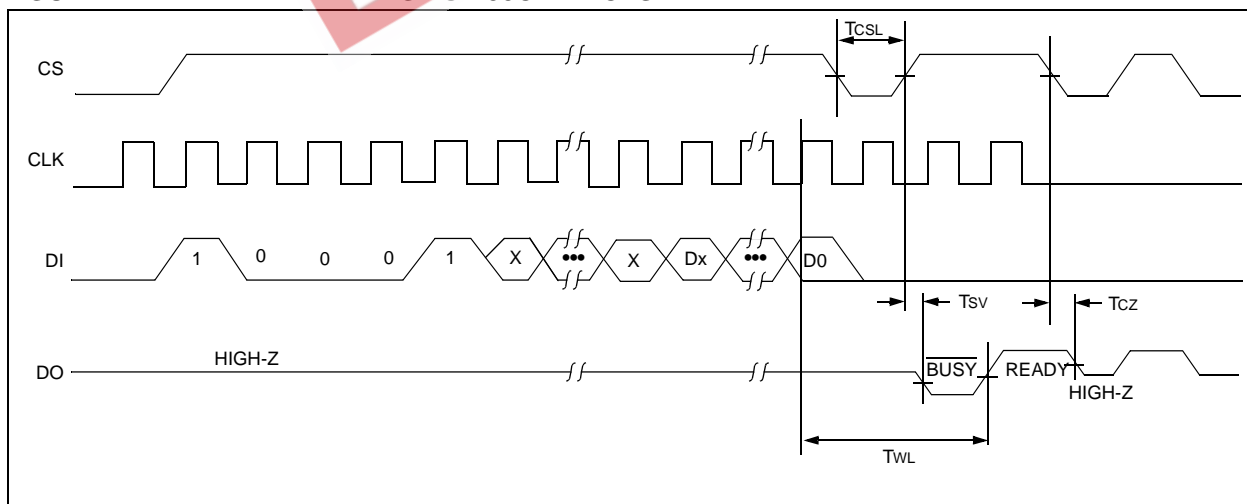 TCSL
CS
CLK
DI
1 0 0 0 1 X ••• X Dx ••• D0
TSV
TCZ
HIGH-Z
DO
BUSY
READY
HIGH-Z
TWL